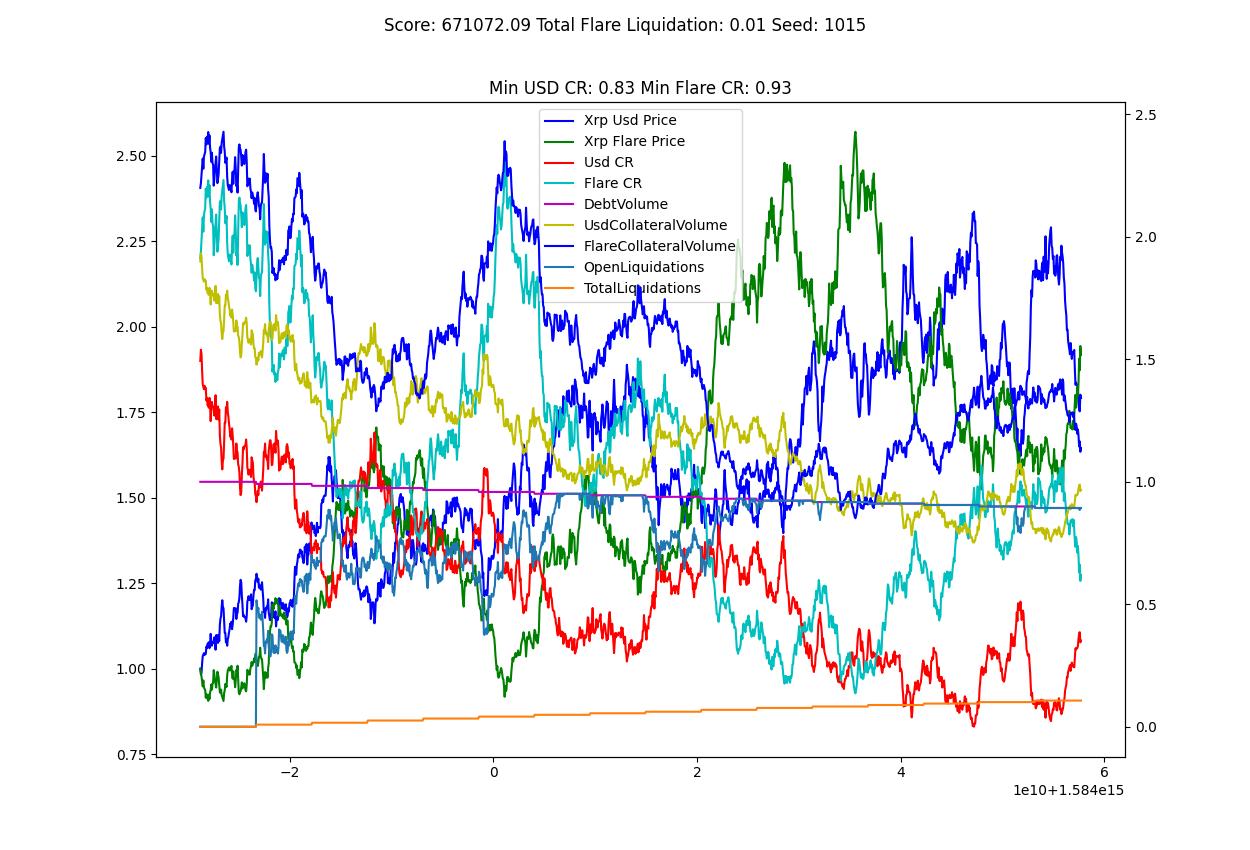 Score: 671072.09 Total Flare Liquidation: 0.01 Seed: 1015
Min USD CR: 0.83 Min Flare CR: 0.93
Xrp Usd Price
Xrp Flare Price
Usd CR
Flare CR
DebtVolume
UsdCollateralVolume
FlareCollateralVolume
OpenLiquidations
TotalLiquidations
2.50
2.25
2.00
1.75
1.50
1.25
1.00
0.75
2.5
2.0
1.5
1.0
0.5
0.0
−2
0
2
4
6
1e10+1.584e15